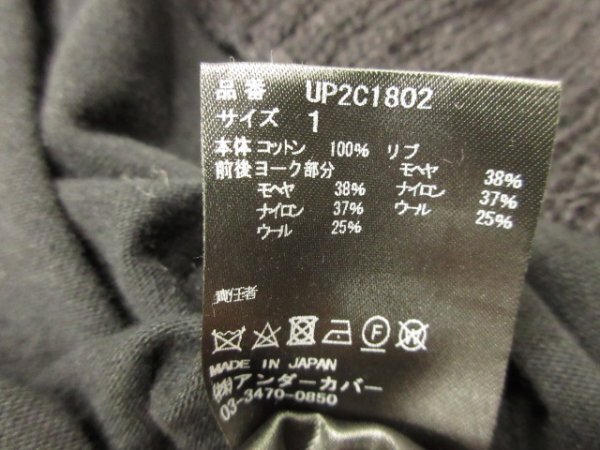 品番 UP2C1802
サイズ 1
本体 コットン 100% リブ
前後ヨーク部分 モヘヤ 38%
モヘヤ 38% ナイロン 37%
ナイロン 37% ウール 25%
ウール 25%
責任者
F W
MADE IN JAPAN
(株)アンダーカバー
03-3470-0850